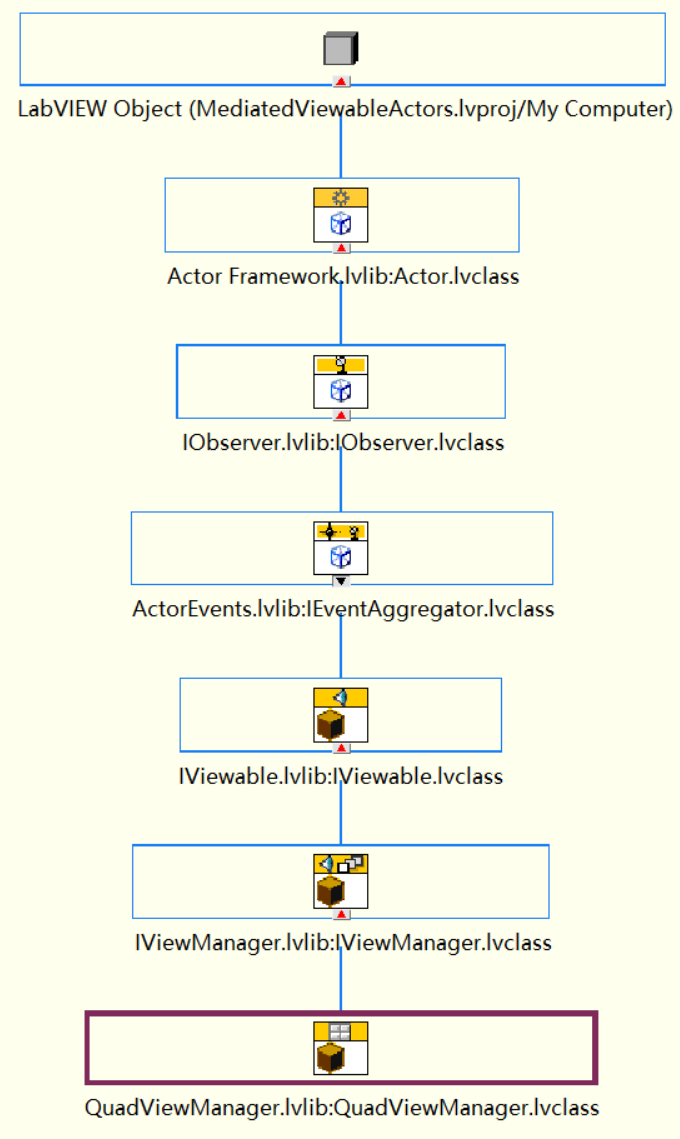 LabVIEW Object (MediatedViewableActors.lvproj/My Computer)
Actor Framework.lvlib:Actor.lvclass
IObserver.lvlib:IObserver.lvclass
ActorEvents.lvlib:IEventAggregator.lvclass
IViewable.lvlib:IViewable.lvclass
IViewManager.lvlib:IViewManager.lvclass
QuadViewManager.lvlib:QuadViewManager.lvclass